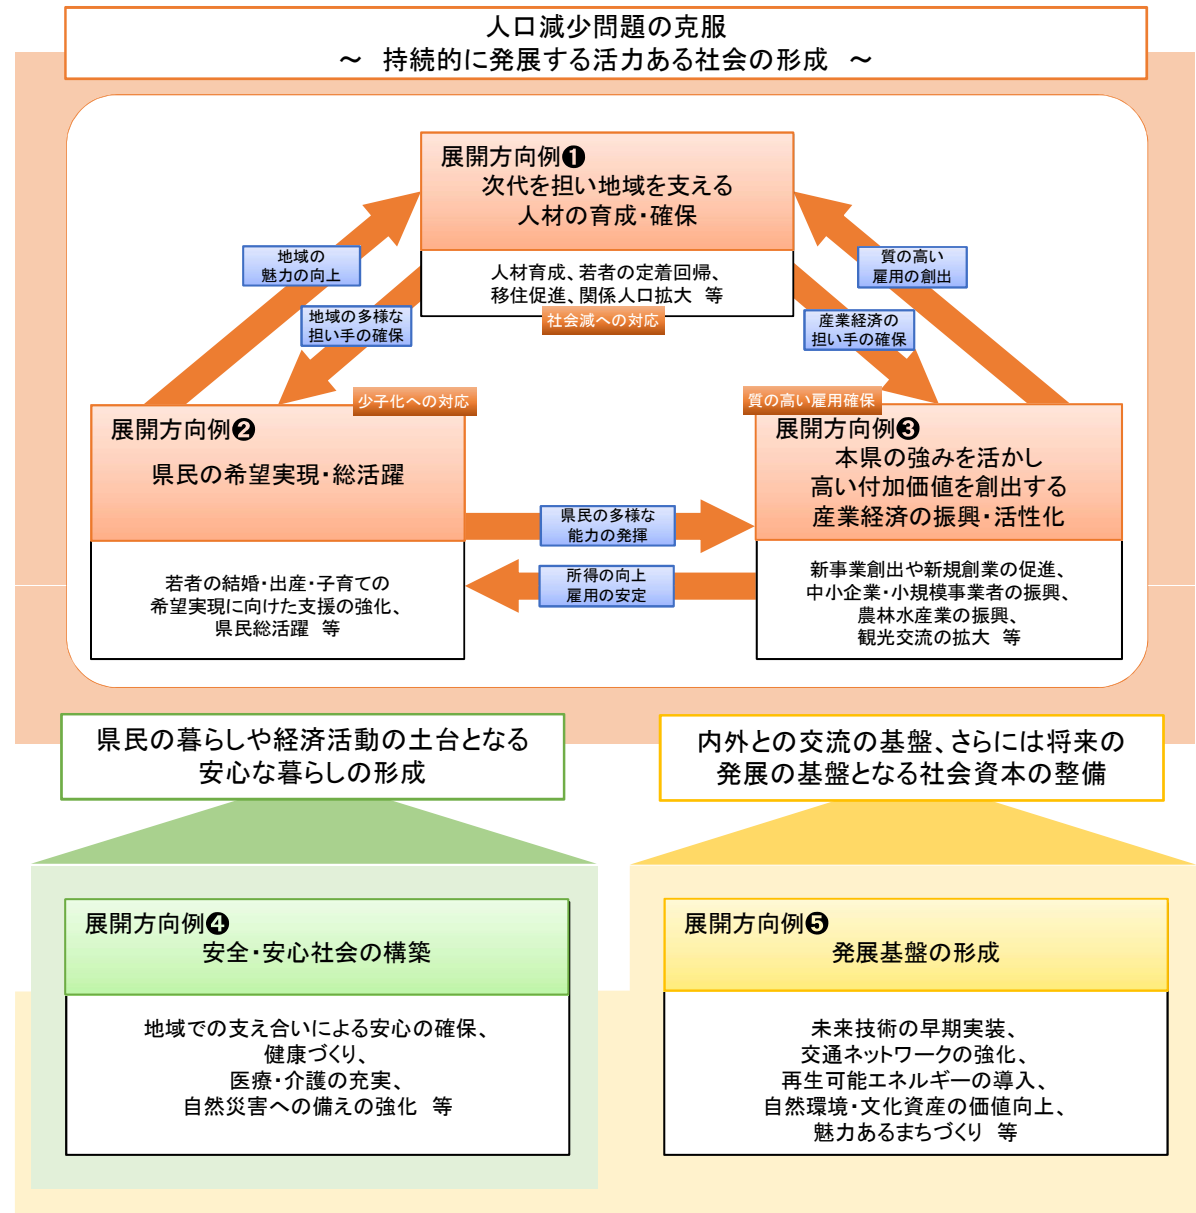 人口減少問題の克服
～　持続的に発展する活力ある社会の形成　～
展開方向例❶
次代を担い地域を支える
人材の育成・確保
人材育成、若者の定着回帰、
移住促進、関係人口拡大　等
社会減への対応
地域の
魅力の向上
地域の多様な
担い手の確保
質の高い
雇用の創出
産業経済の
担い手の確保
少子化への対応
展開方向例❷
県民の希望実現・総活躍
若者の結婚・出産・子育ての
希望実現に向けた支援の強化、
県民総活躍　等
県民の多様な
能力の発揮
所得の向上
雇用の安定
質の高い雇用確保
展開方向例❸
本県の強みを活かし
高い付加価値を創出する
産業経済の振興・活性化
新事業創出や新規創業の促進、
中小企業・小規模事業者の振興、
農林水産業の振興、
観光交流の拡大　等
県民の暮らしや経済活動の土台となる
安心な暮らしの形成
内外との交流の基盤、さらには将来の
発展の基盤となる社会資本の整備
展開方向例❹
安全・安心社会の構築
地域での支え合いによる安心の確保、
健康づくり、
医療・介護の充実、
自然災害への備えの強化　等
展開方向例❺
発展基盤の形成
未来技術の早期実装、
交通ネットワークの強化、
再生可能エネルギーの導入、
自然環境・文化資産の価値向上、
魅力あるまちづくり　等